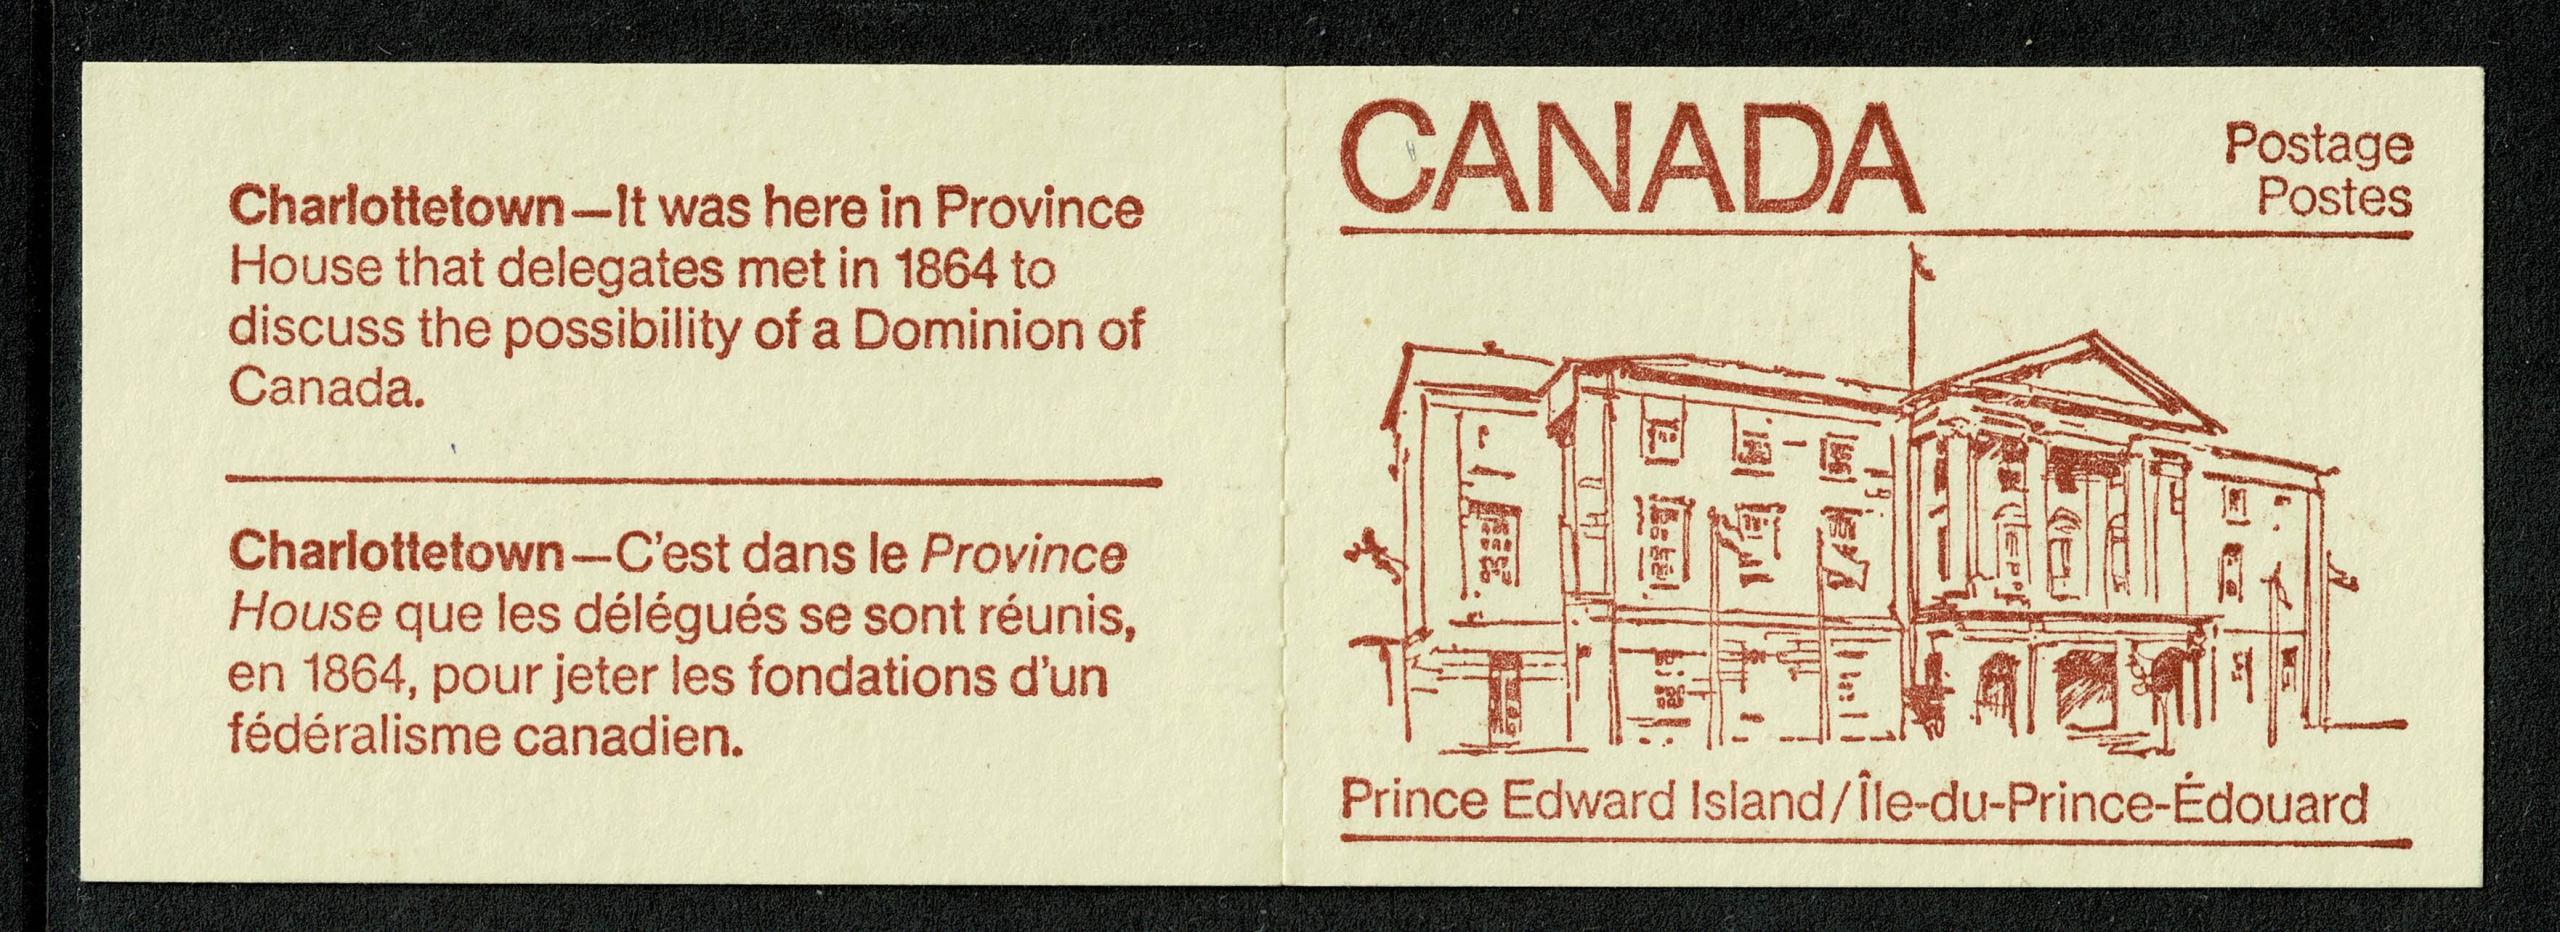 Charlottetown—It was here in Province
House that delegates met in 1864 to
discuss the possibility of a Dominion of
Canada.
Charlottetown—C'est dans le Province
House que les délégués se sont réunis,
en 1864, pour jeter les fondations d'un
fédéralisme canadien.
CANADA
Postage
Postes
Prince Edward Island/Île-du-Prince-Édouard